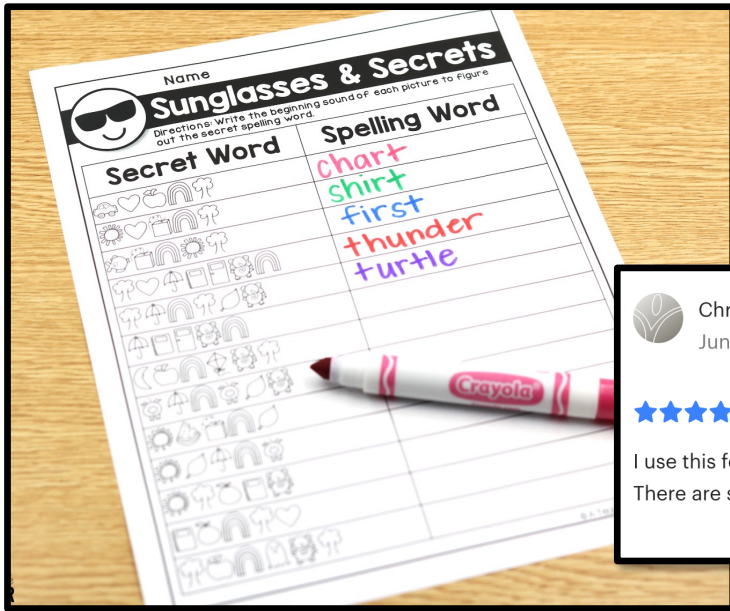 Name
Sunglasses & Secrets
Directions: Write the beginning sound of each picture to figure
out the secret spelling word.
Secret Word
Spelling Word
chart
shirt
first
thunder
turtle
Crayola
Chr
Jun
I use this f
There are s